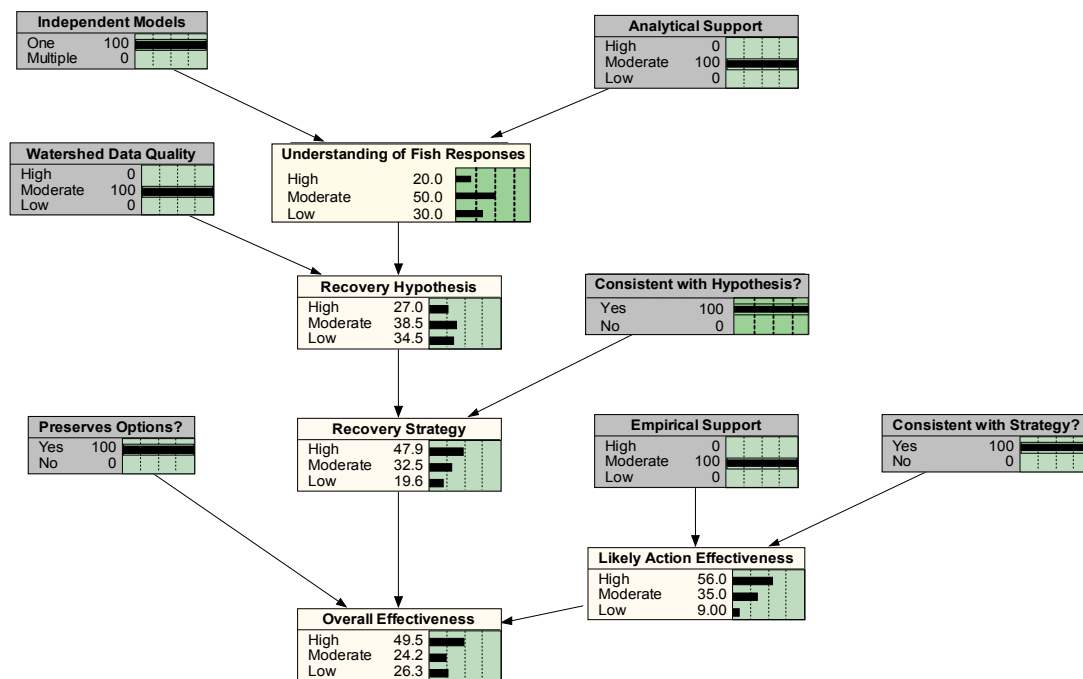 Independent Models
One 100
Multiple 0
Analytical Support
High 0
Moderate 100
Low 0
Watershed Data Quality
High 0
Moderate 100
Low 0
Understanding of Fish Responses
High 20.0
Moderate 50.0
Low 30.0
Recovery Hypothesis
High 27.0
Moderate 38.5
Low 34.5
Consistent with Hypothesis?
Yes 100
No 0
Preserves Options?
Yes 100
No 0
Recovery Strategy
High 47.9
Moderate 32.5
Low 19.6
Empirical Support
High 0
Moderate 100
Low 0
Consistent with Strategy?
Yes 100
No 0
Likely Action Effectiveness
High 56.0
Moderate 35.0
Low 9.00
Overall Effectiveness
High 49.5
Moderate 24.2
Low 26.3